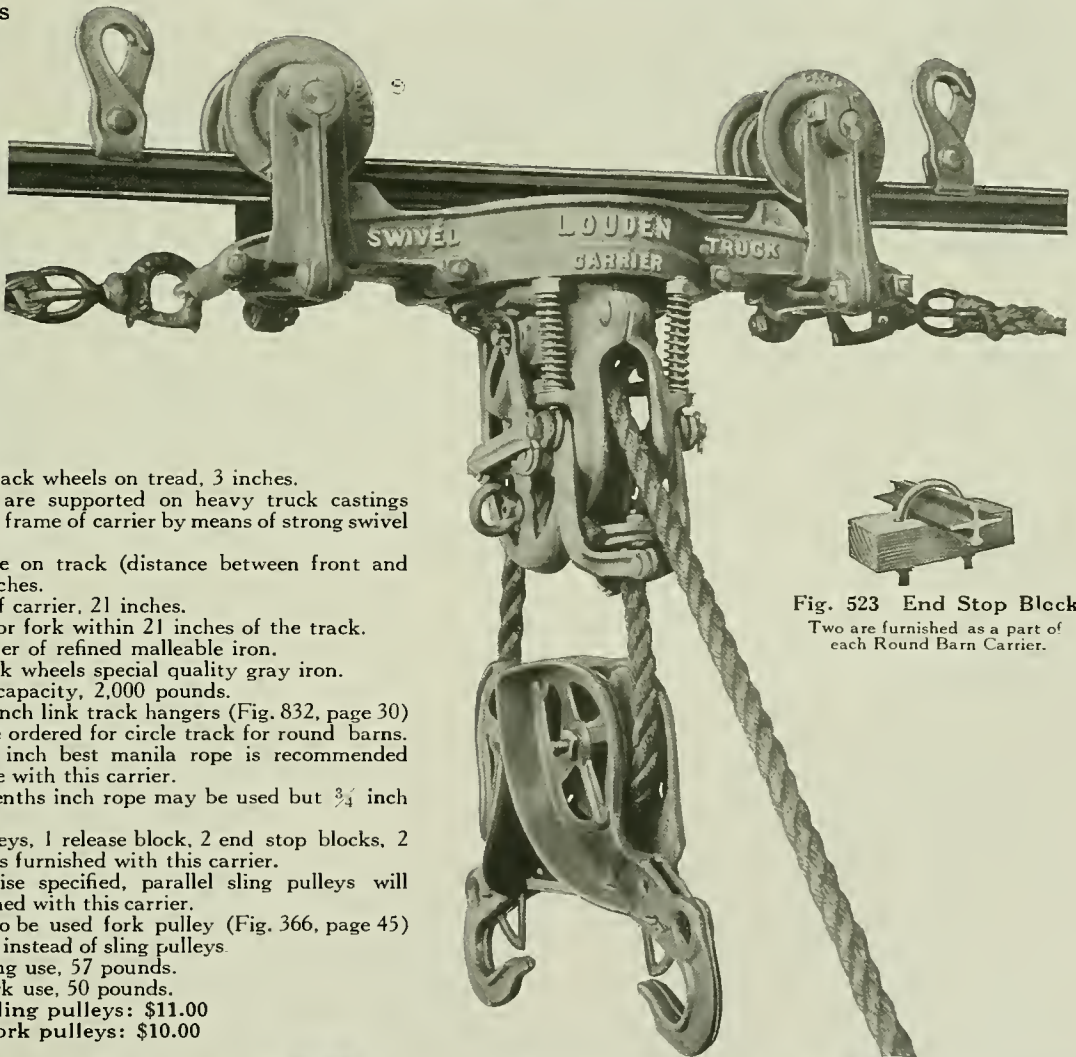 s
SWIVEL LOUDEN TRUCK
CARRIER
ack wheels on tread, 3 inches.
are supported on heavy truck castings
frame of carrier by means of strong swivel
e on track (distance between front and
ches.
f carrier, 21 inches.
or fork within 21 inches of the track.
er of refined malleable iron.
k wheels special quality gray iron.
capacity, 2,000 pounds.
nch link track hangers (Fig. 832, page 30)
e ordered for circle track for round barns.
inch best manila rope is recommended
e with this carrier.
enths inch rope may be used but ¾ inch
eys, 1 release block, 2 end stop blocks, 2
s furnished with this carrier.
ise specified, parallel sling pulleys will
ned with this carrier.
o be used fork pulley (Fig. 366, page 45)
instead of sling pulleys.
ng use, 57 pounds.
k use, 50 pounds.
ling pulleys: $11.00
ork pulleys: $10.00
Fig. 523 End Stop Block
Two are furnished as a part of
each Round Barn Carrier.